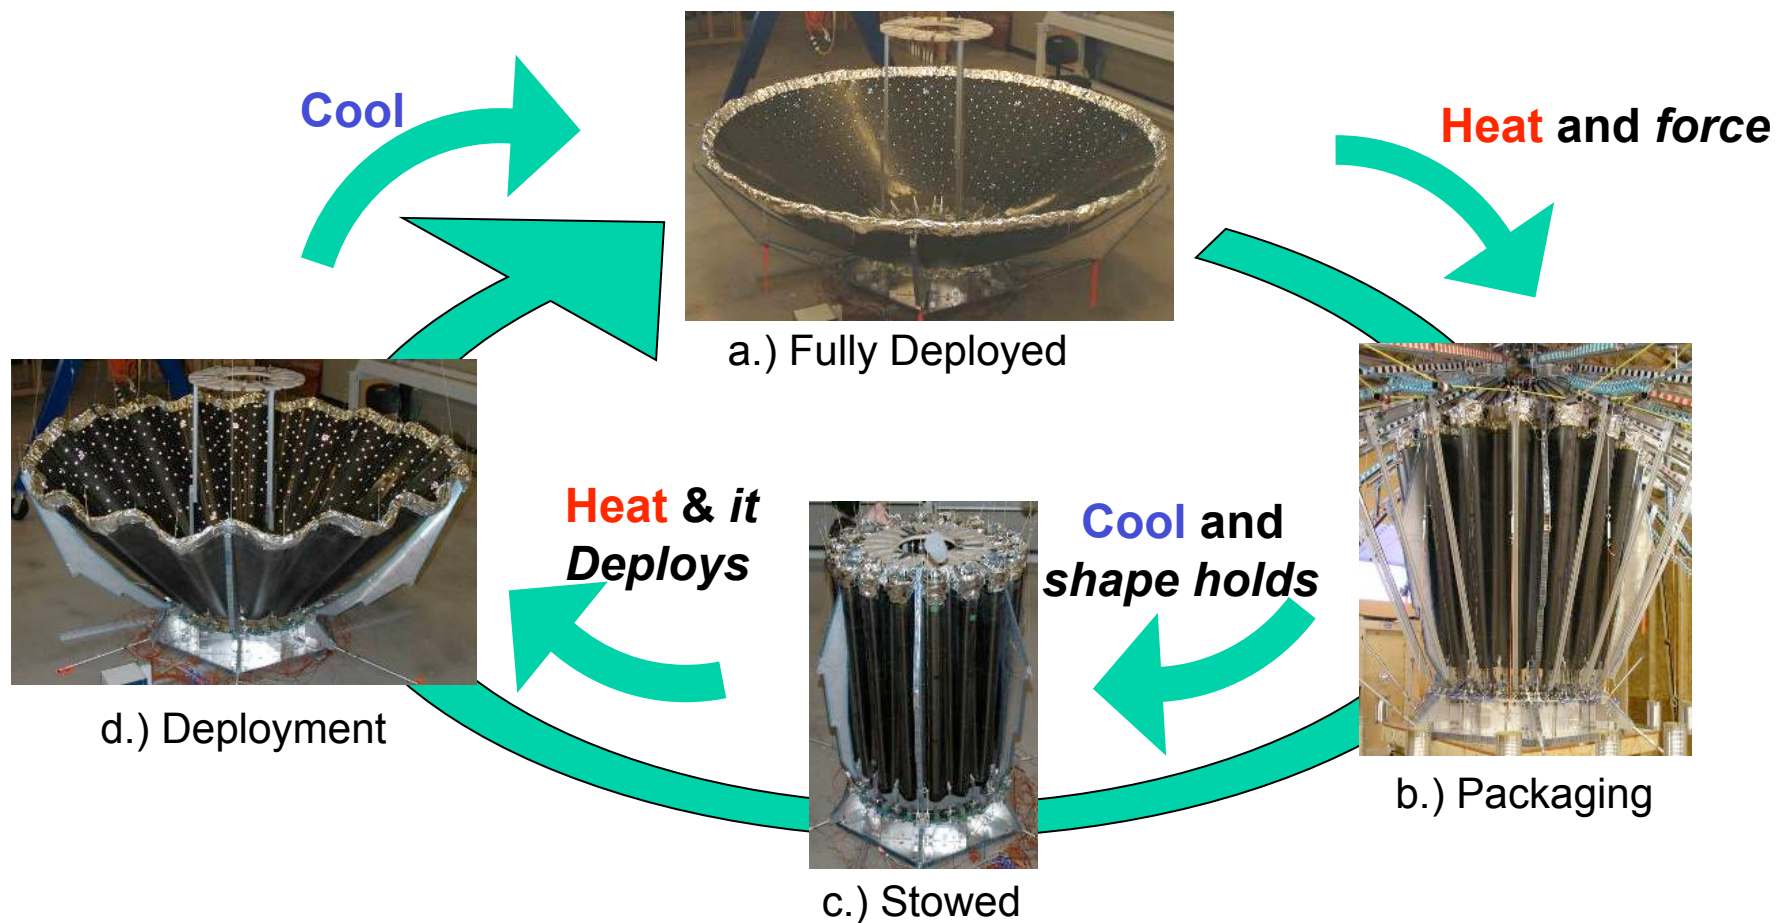 Cool
Heat and force
a.) Fully Deployed
Heat & it
Deploys
Cool and
shape holds
d.) Deployment
b.) Packaging
c.) Stowed